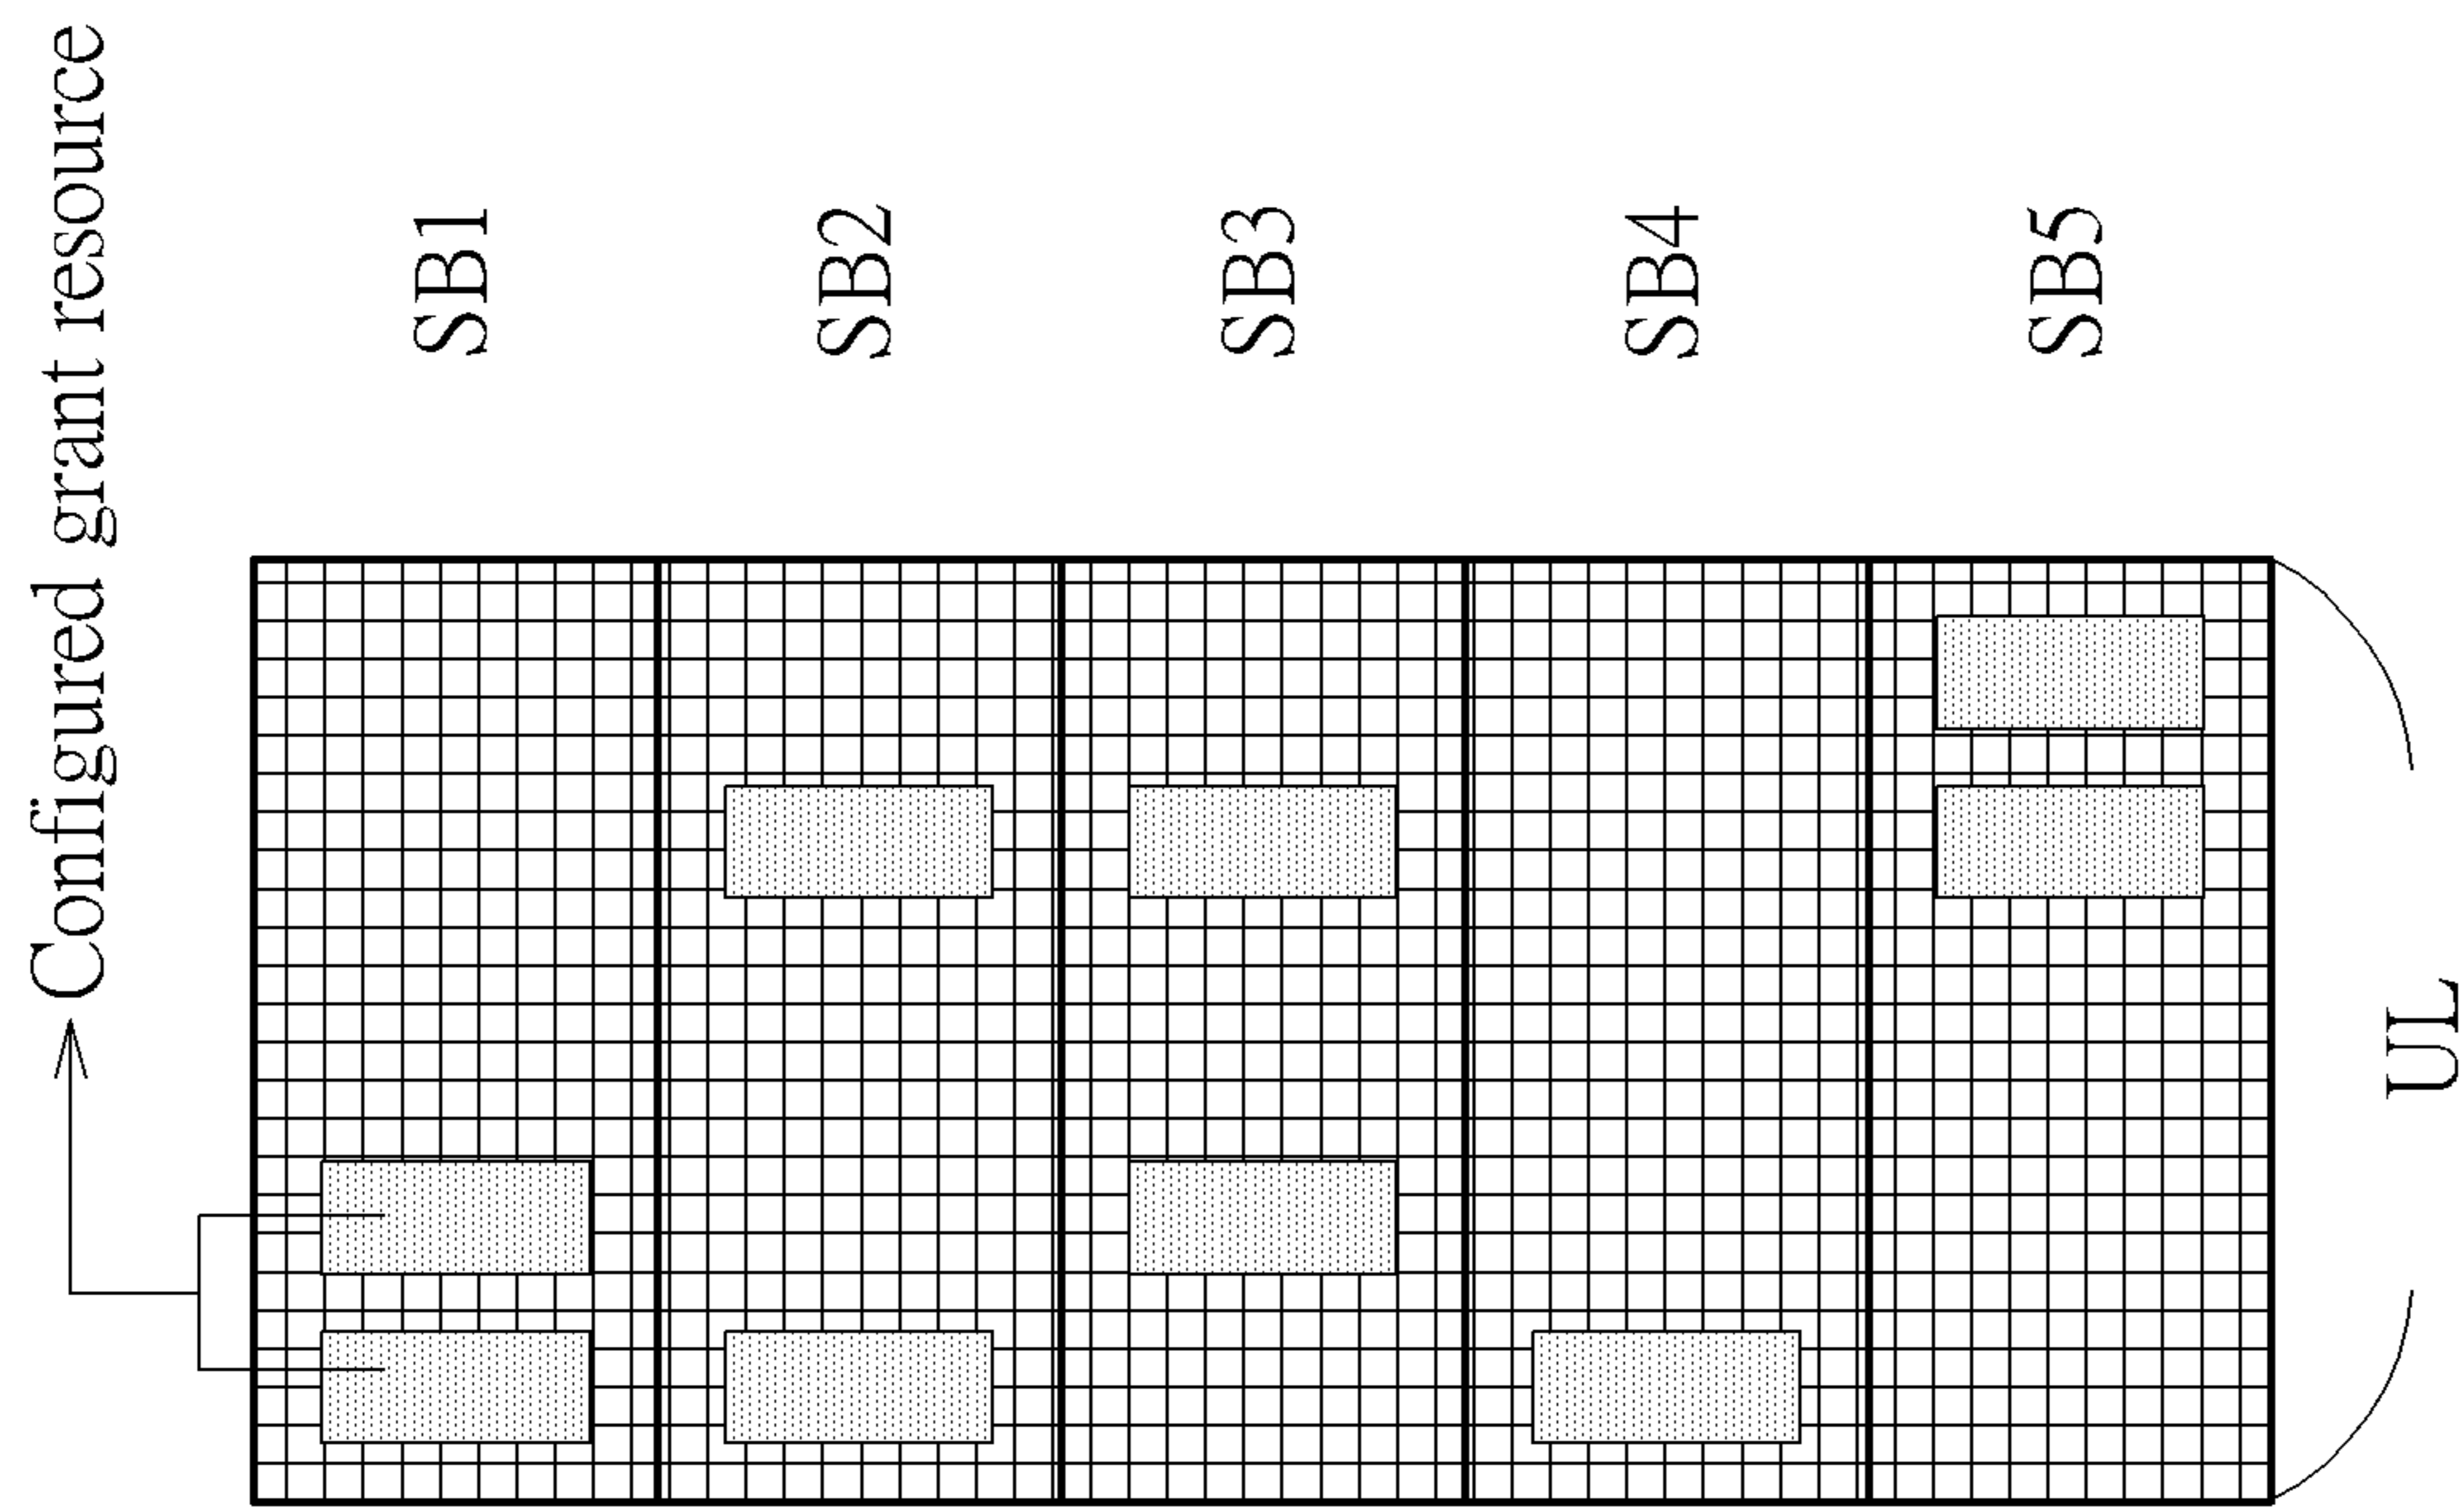 Configured grant resource
SB1
SB2
SB3
SB4
SB5
UL